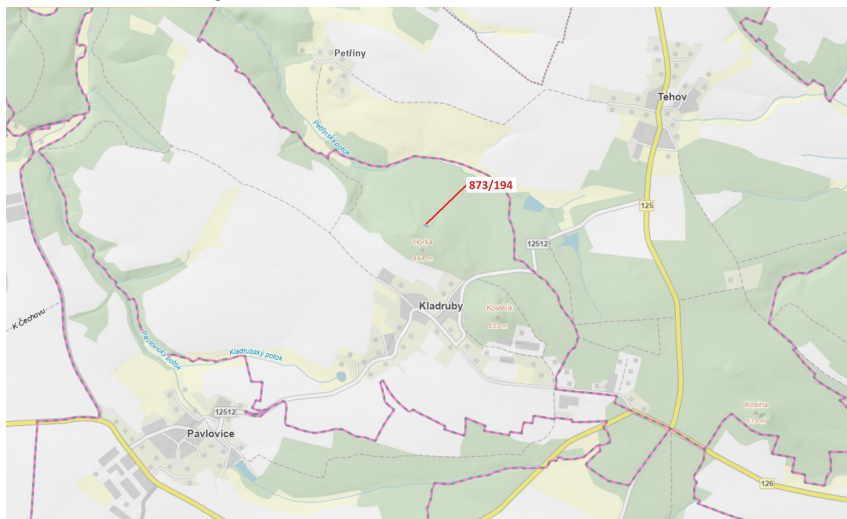 Petřiny
Tehov
Petřínský potok
873/194
125
12512
Horka
Kladruby
Kostelík
K Čechovu
Pavlovický potok
Kladrubský potok
12512
Pavlovice
Kosina
126